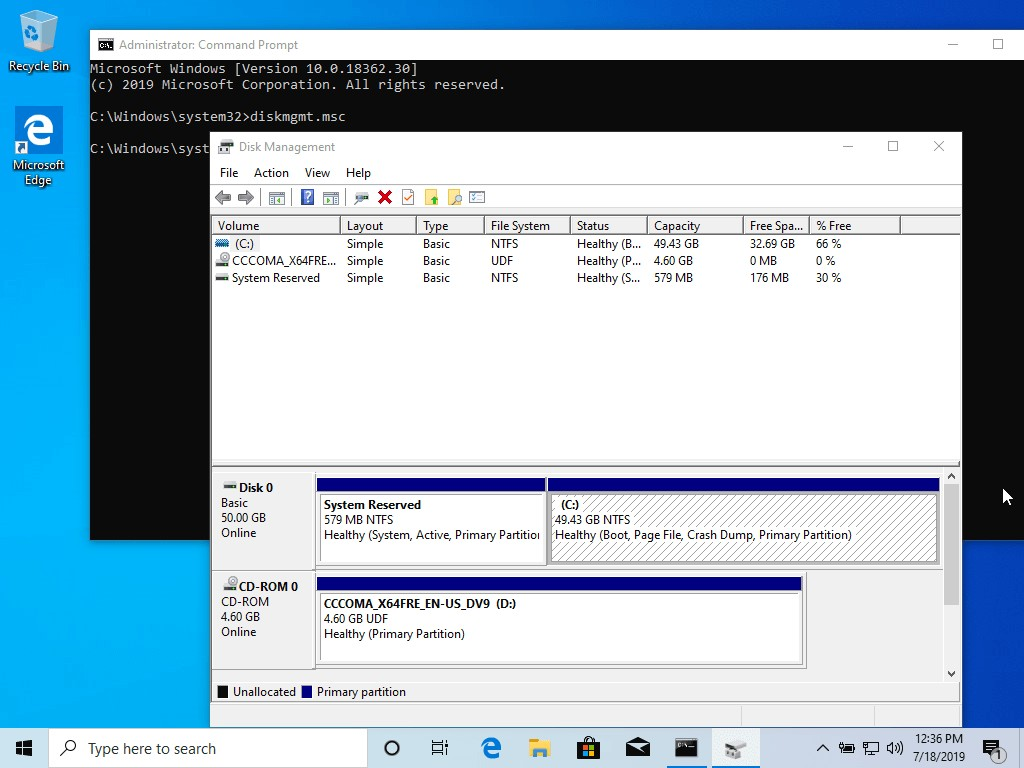 Recycle Bin
Microsoft Edge
Administrator: Command Prompt
Microsoft Windows [Version 10.0.18362.30]
(c) 2019 Microsoft Corporation. All rights reserved.
C:\Windows\system32>diskmgmt.msc
C:\Windows\syst
Disk Management
File Action View Help
Volume Layout Type File System Status Capacity Free Spa... % Free
(C:) Simple Basic NTFS Healthy (B... 49.43 GB 32.69 GB 66 %
CCCOMA_X64FRE... Simple Basic UDF Healthy (P... 4.60 GB 0 MB 0 %
System Reserved Simple Basic NTFS Healthy (S... 579 MB 176 MB 30 %
Disk 0
Basic
50.00 GB
Online
System Reserved
579 MB NTFS
Healthy (System, Active, Primary Partitio
(C:)
49.43 GB NTFS
Healthy (Boot, Page File, Crash Dump, Primary Partition)
CD-ROM 0
CD-ROM
4.60 GB
Online
CCCOMA_X64FRE_EN-US_DV9 (D:)
4.60 GB UDF
Healthy (Primary Partition)
Unallocated Primary partition
Type here to search
12:36 PM
7/18/2019
1